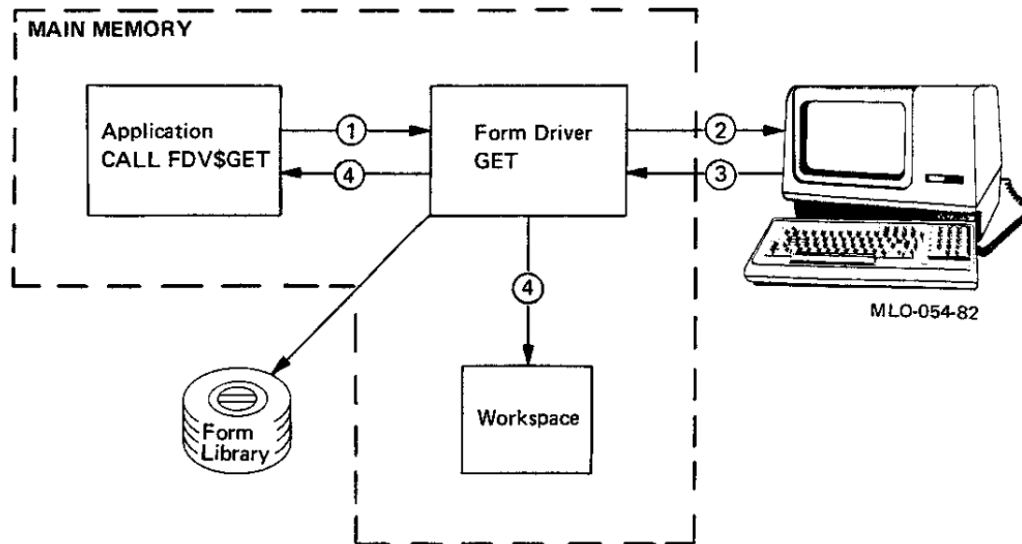 MAIN MEMORY
Application
CALL FDV$GET
1
4
Form Driver
GET
2
3
MLO-054-82
4
Form
Library
Workspace